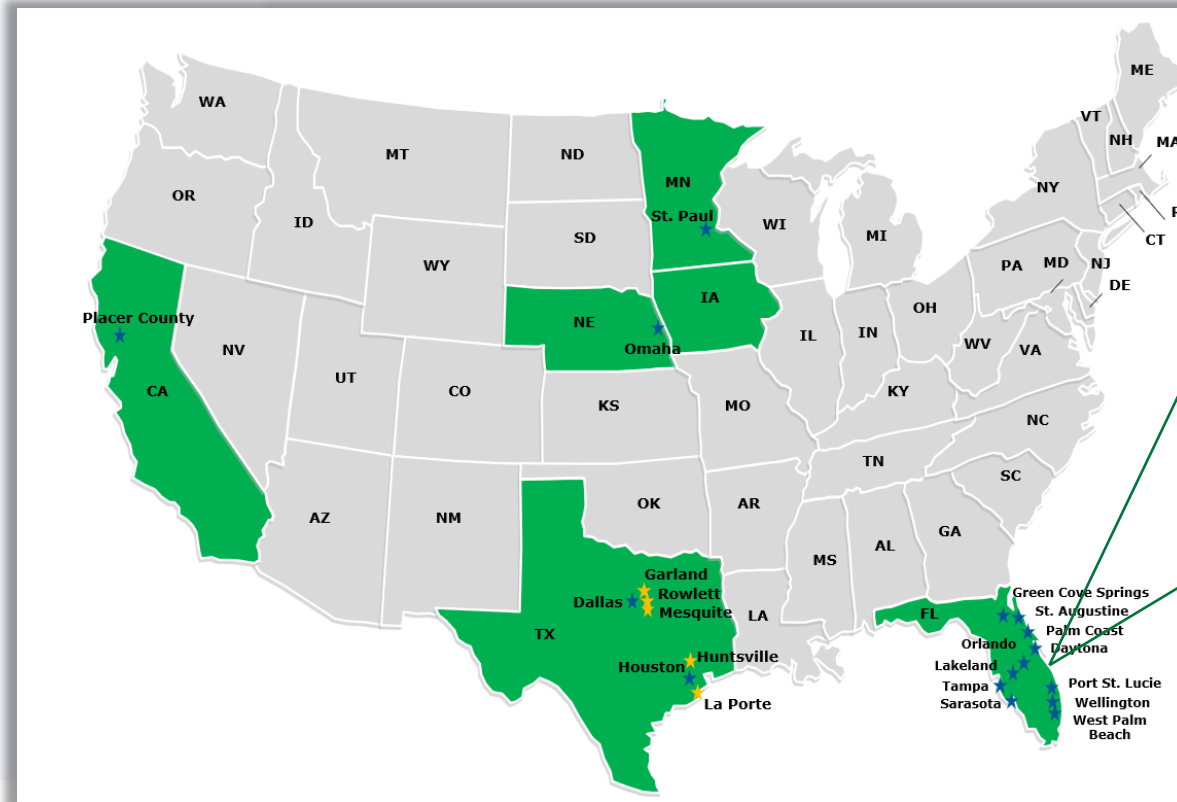 ME
WA
VT
NH
MA
MT
ND
MN
OR
NY
St. Paul
WI
ID
SD
MI
CT
WY
PA
MD
NJ
DE
IA
NE
OH
Placer County
IL
IN
Omaha
NV
WV
VA
UT
CO
CA
KS
MO
KY
NC
TN
SC
AZ
NM
OK
AR
GA
AL
MS
Garland
Rowlett
Dallas
Mesquite
LA
TX
Green Cove Springs
St. Augustine
FL
Palm Coast
Orlando
Daytona
Huntsville
Houston
Lakeland
Port St. Lucie
Tampa
Wellington
Sarasota
La Porte
West Palm
Beach